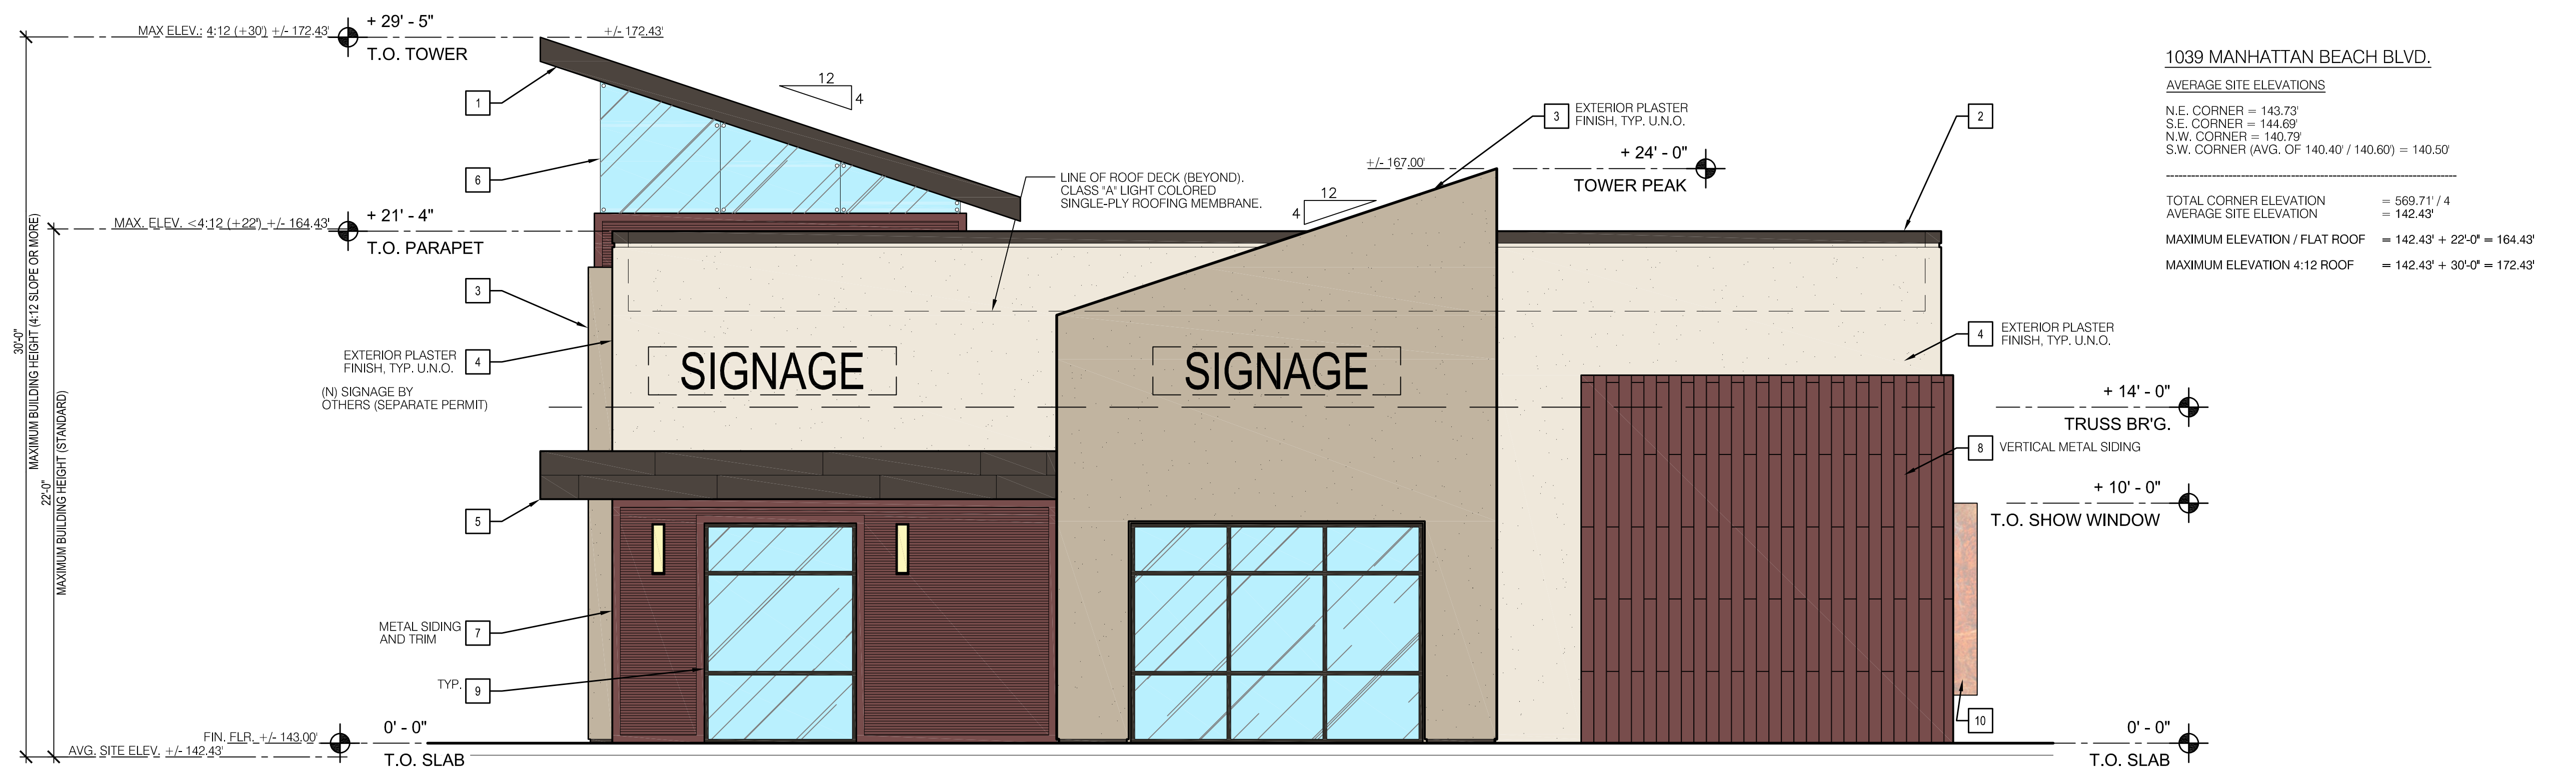 MAX ELEV.: 4:12 (+30') +/- 172.43'
+ 29' - 5"
T.O. TOWER
+/- 172.43'
12
4
1
6
MAX. ELEV. <4:12 (+22') +/- 164.43'
+ 21' - 4"
T.O. PARAPET
LINE OF ROOF DECK (BEYOND).
CLASS "A" LIGHT COLORED
SINGLE-PLY ROOFING MEMBRANE.
3
EXTERIOR PLASTER
FINISH, TYP. U.N.O.
+/- 167.00'
+ 24' - 0"
TOWER PEAK
12
4
2
1039 MANHATTAN BEACH BLVD.
AVERAGE SITE ELEVATIONS
N.E. CORNER = 143.73'
S.E. CORNER = 144.69'
N.W. CORNER = 140.79'
S.W. CORNER (AVG. OF 140.40' / 140.60') = 140.50'
TOTAL CORNER ELEVATION = 569.71' / 4
AVERAGE SITE ELEVATION = 142.43'
MAXIMUM ELEVATION / FLAT ROOF = 142.43' + 22'-0" = 164.43'
MAXIMUM ELEVATION 4:12 ROOF = 142.43' + 30'-0" = 172.43'
30'-0"
MAXIMUM BUILDING HEIGHT (4:12 SLOPE OR MORE)
22'-0"
MAXIMUM BUILDING HEIGHT (STANDARD)
3
EXTERIOR PLASTER
FINISH, TYP. U.N.O.
4
(N) SIGNAGE BY
OTHERS (SEPARATE PERMIT)
SIGNAGE
SIGNAGE
4
EXTERIOR PLASTER
FINISH, TYP. U.N.O.
+ 14' - 0"
TRUSS BR'G.
8
VERTICAL METAL SIDING
+ 10' - 0"
T.O. SHOW WINDOW
5
METAL SIDING
AND TRIM
7
TYP.
9
10
FIN. FLR. +/- 143.00'
0' - 0"
T.O. SLAB
AVG. SITE ELEV. +/- 142.43'
0' - 0"
T.O. SLAB